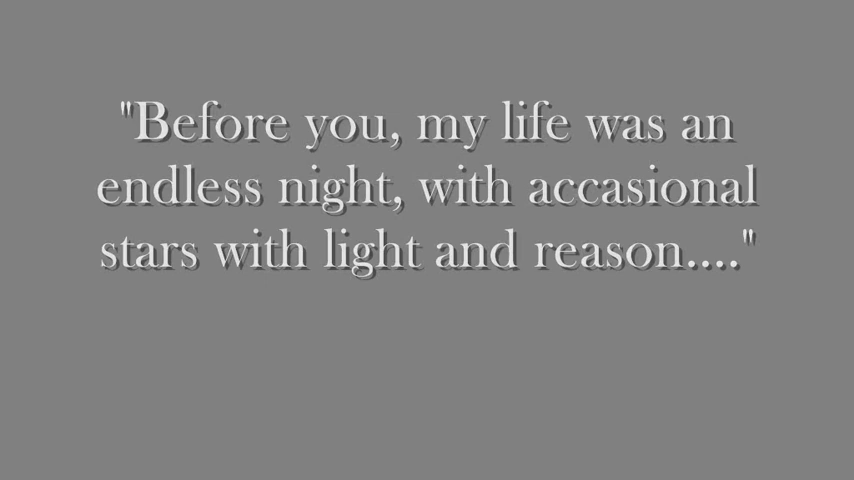 "Before you, my life was an
endless night, with accasional
stars with light and reason...."